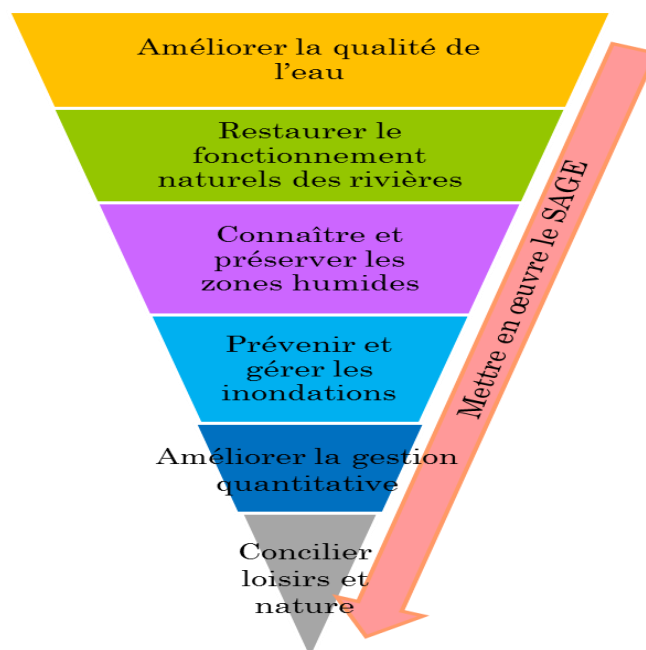 Améliorer la qualité de
l'eau
Restaurer le
fonctionnement
naturels des rivières
Connaître et
préserver les
zones humides
Prévenir et
gérer les
inondations
Améliorer la gestion
quantitative
Concilier
loisirs et
nature
Mettre en œuvre le SAGE